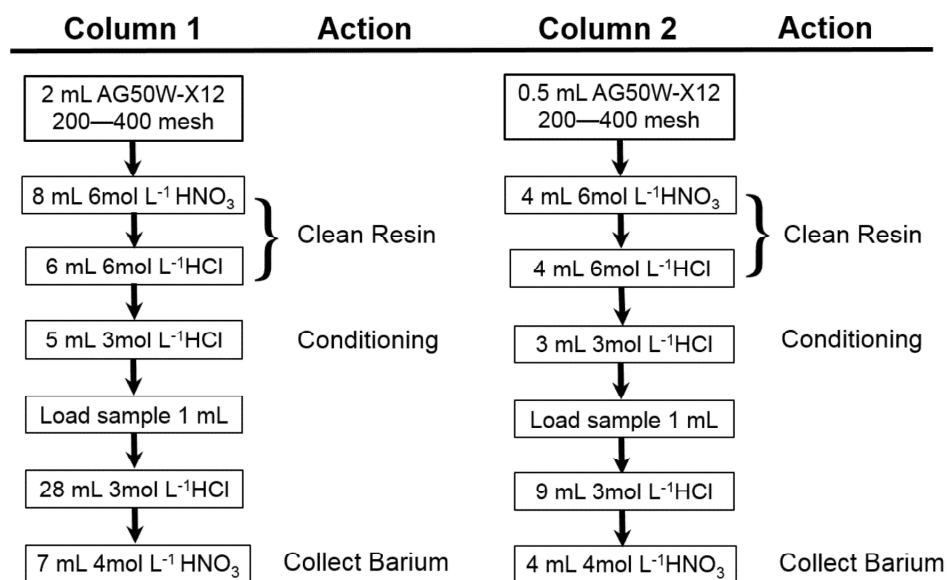 Column 1 Action Column 2 Action
2 mL AG50W-X12
200—400 mesh
8 mL 6mol L⁻¹ HNO₃
Clean Resin
6 mL 6mol L⁻¹HCl
5 mL 3mol L⁻¹HCl
Conditioning
Load sample 1 mL
28 mL 3mol L⁻¹HCl
7 mL 4mol L⁻¹ HNO₃
Collect Barium
0.5 mL AG50W-X12
200—400 mesh
4 mL 6mol L⁻¹HNO₃
Clean Resin
4 mL 6mol L⁻¹HCl
3 mL 3mol L⁻¹HCl
Conditioning
Load sample 1 mL
9 mL 3mol L⁻¹HCl
4 mL 4mol L⁻¹HNO₃
Collect Barium